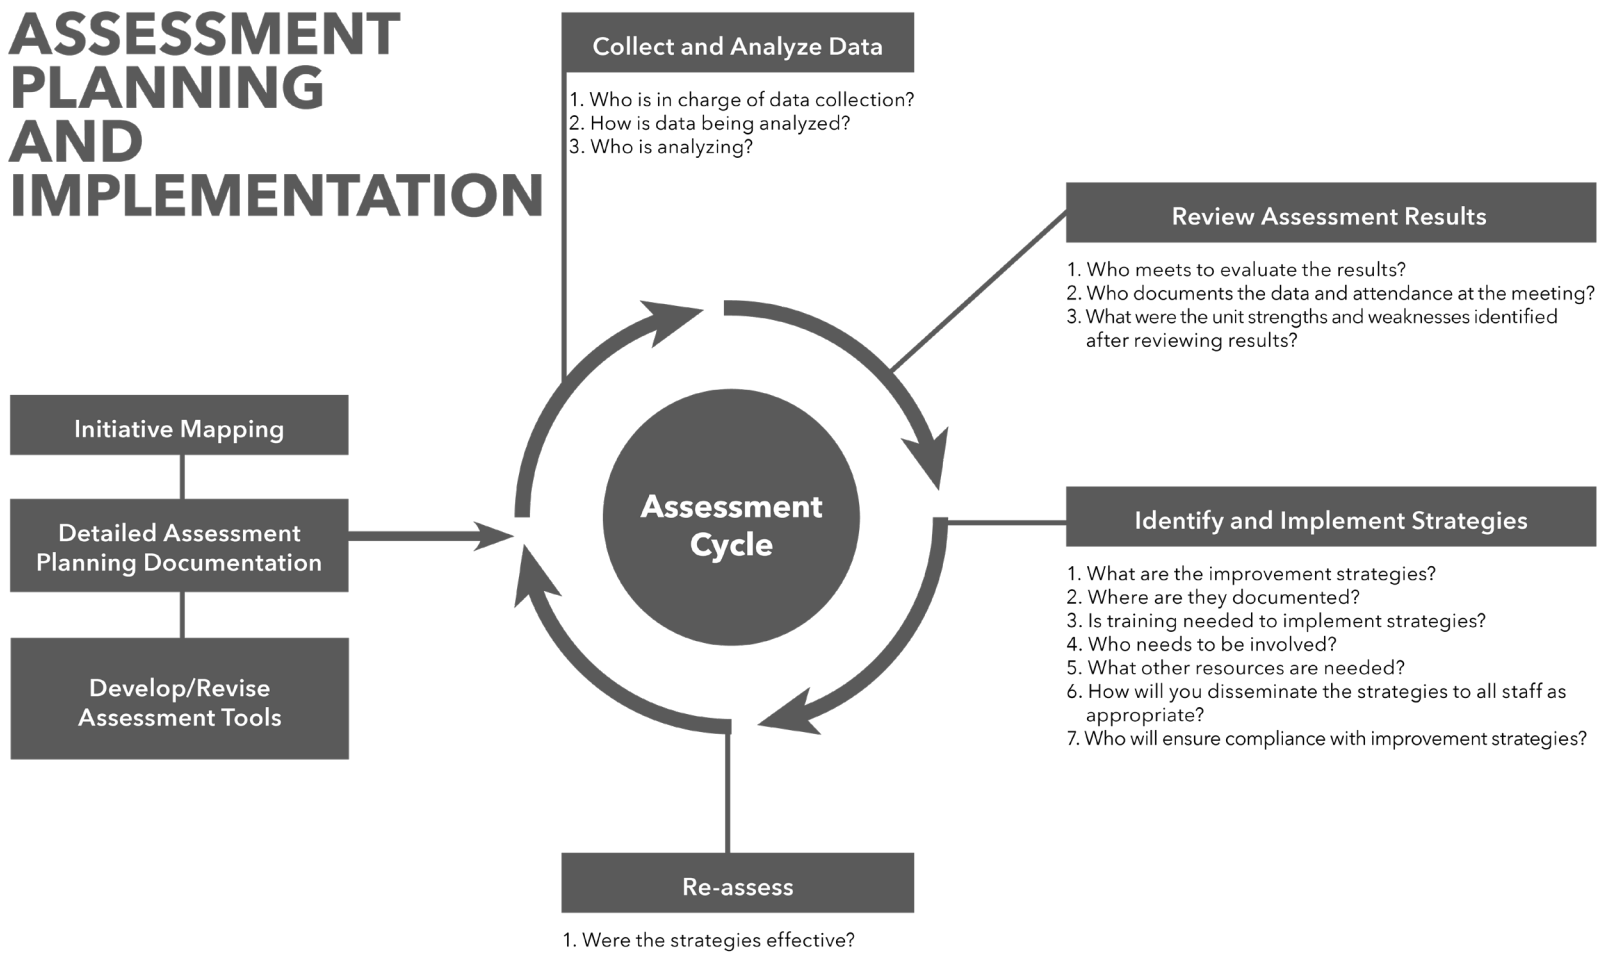 ASSESSMENT
PLANNING
AND
IMPLEMENTATION
Collect and Analyze Data
1. Who is in charge of data collection?
2. How is data being analyzed?
3. Who is analyzing?
Review Assessment Results
1. Who meets to evaluate the results?
2. Who documents the data and attendance at the meeting?
3. What were the unit strengths and weaknesses identified
after reviewing results?
Initiative Mapping
Detailed Assessment
Planning Documentation
Develop/Revise
Assessment Tools
Assessment
Cycle
Identify and Implement Strategies
1. What are the improvement strategies?
2. Where are they documented?
3. Is training needed to implement strategies?
4. Who needs to be involved?
5. What other resources are needed?
6. How will you disseminate the strategies to all staff as
appropriate?
7. Who will ensure compliance with improvement strategies?
Re-assess
1. Were the strategies effective?